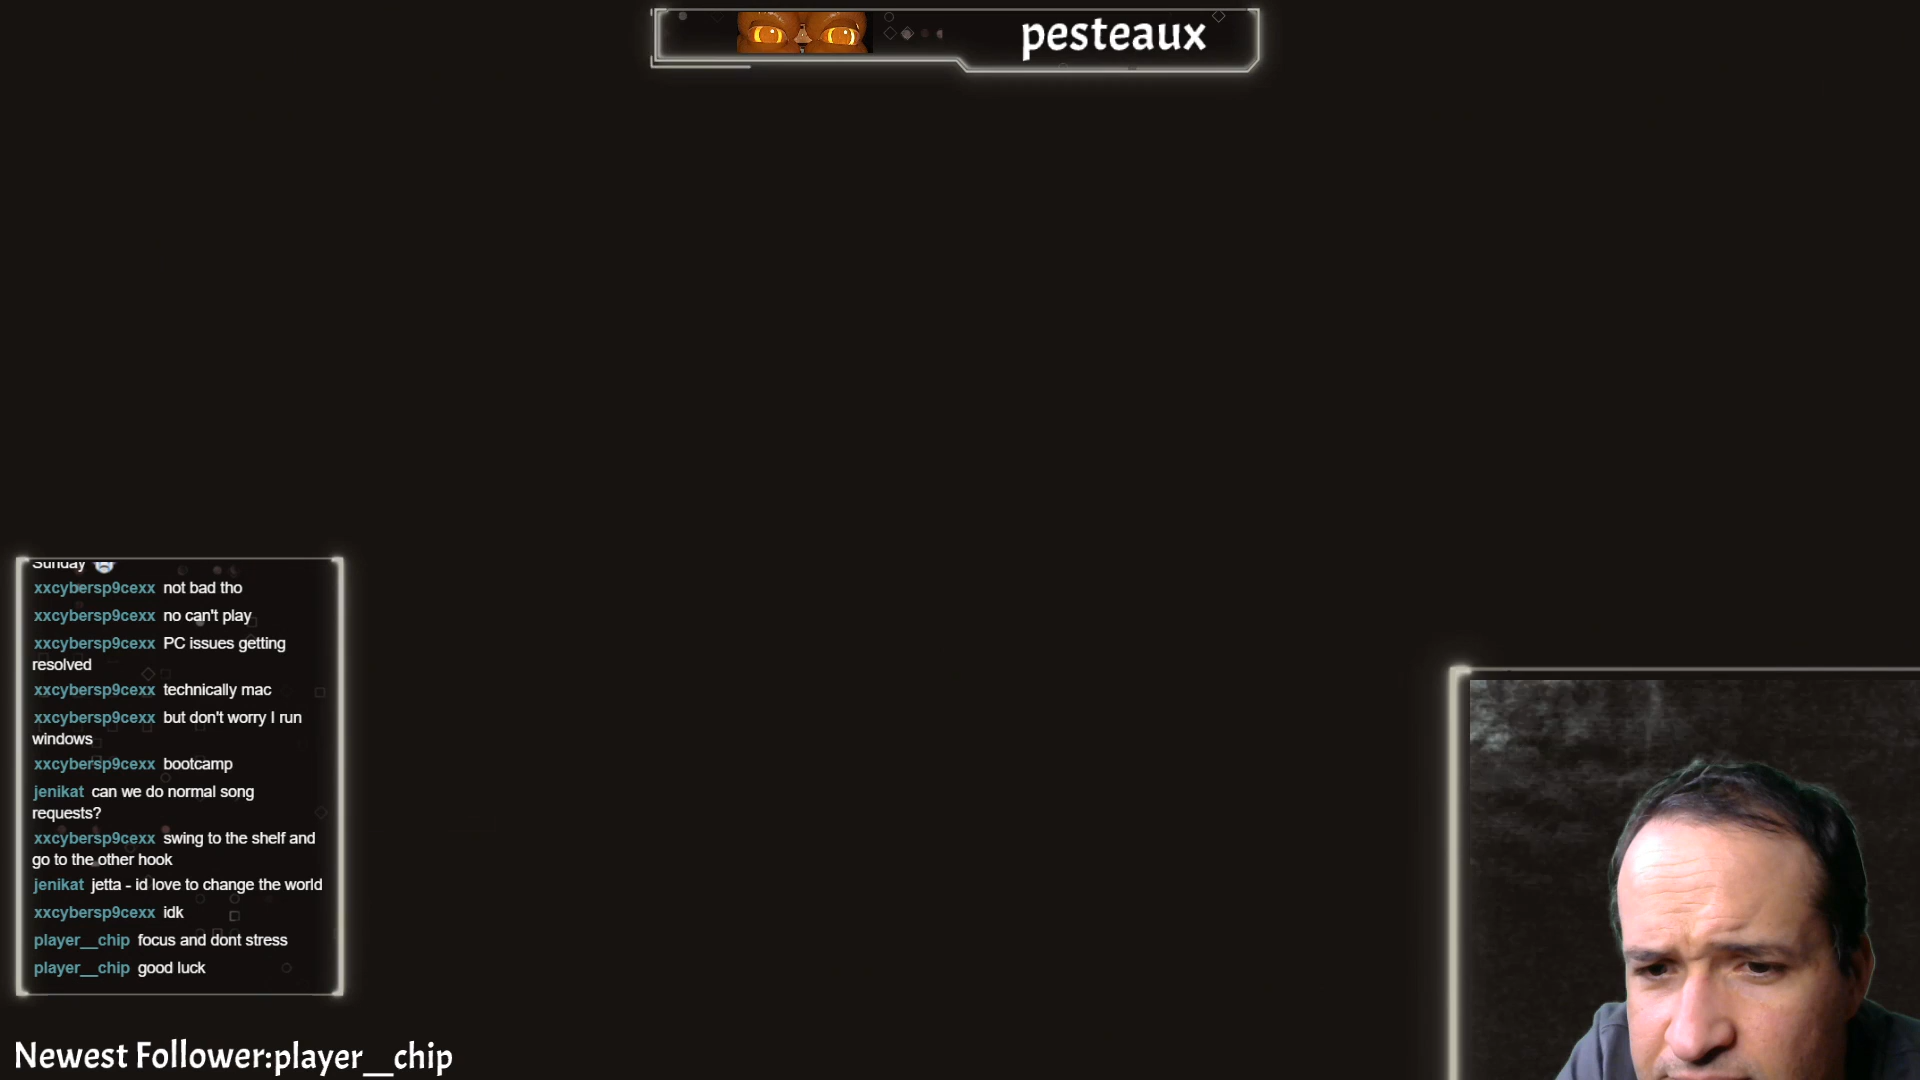 pesteaux
Sunday
xxcybersp9cexx not bad tho
xxcybersp9cexx no can't play
xxcybersp9cexx PC issues getting
resolved
xxcybersp9cexx technically mac
xxcybersp9cexx but don't worry I run
windows
xxcybersp9cexx bootcamp
jenikat can we do normal song
requests?
xxcybersp9cexx swing to the shelf and
go to the other hook
jenikat jetta - id love to change the world
xxcybersp9cexx idk
player__chip focus and dont stress
player__chip good luck
Newest Follower:player__chip